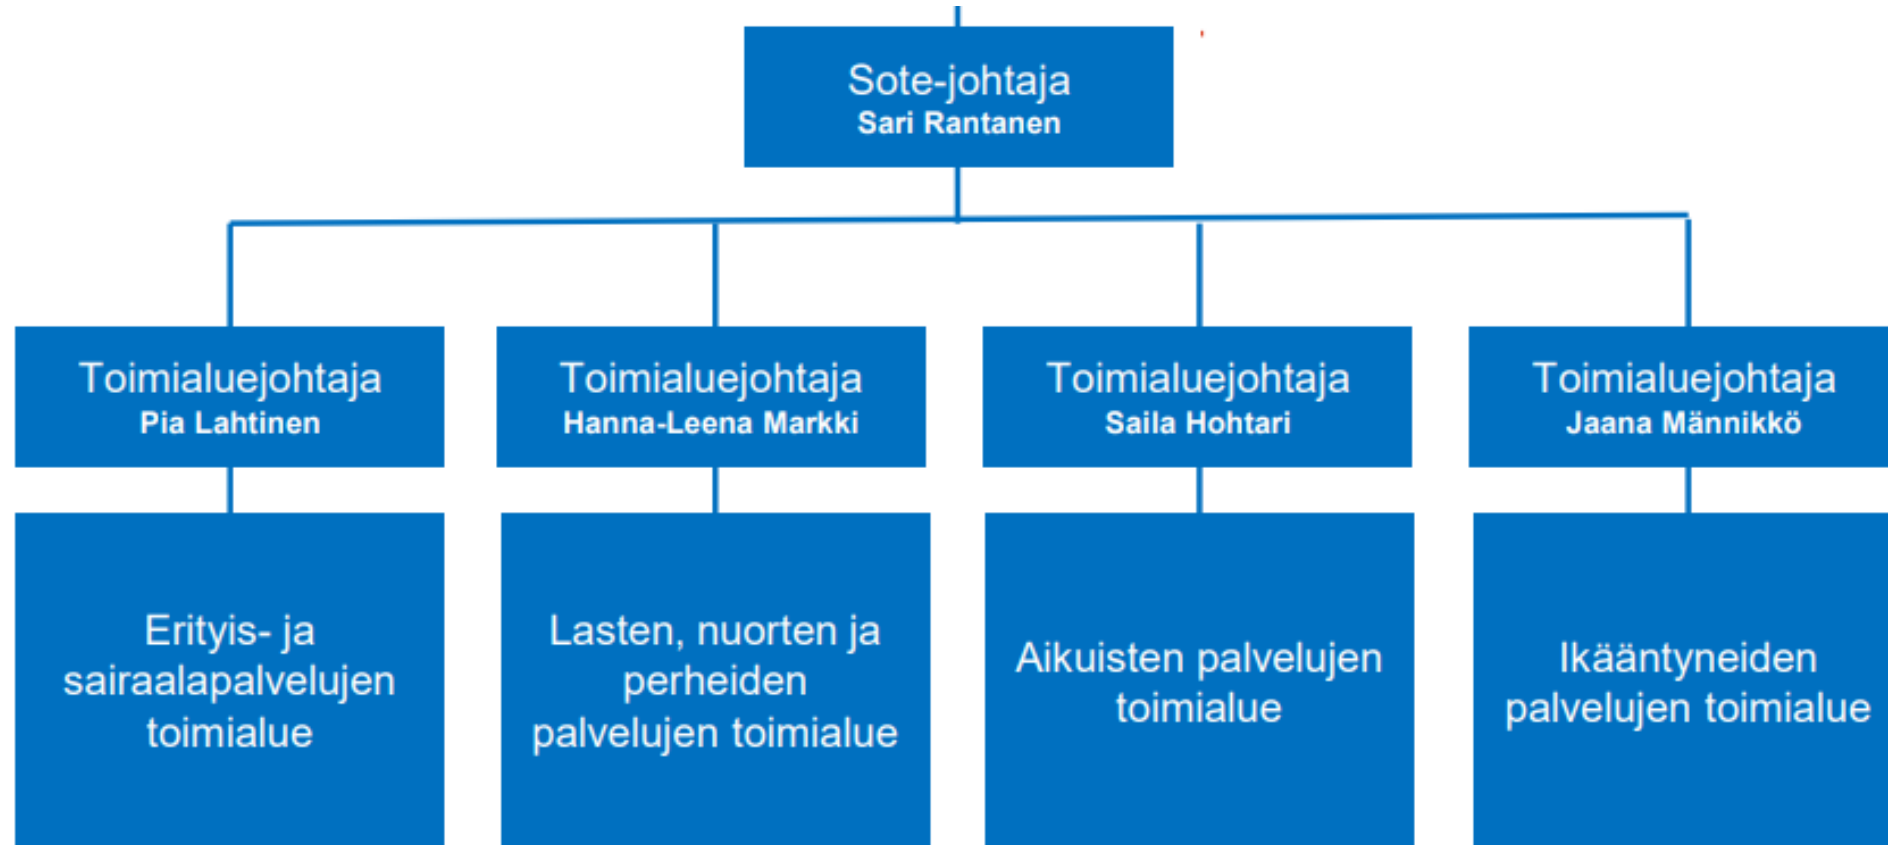 Sote-johtaja
Sari Rantanen
Toimialuejohtaja
Pia Lahtinen
Toimialuejohtaja
Hanna-Leena Markki
Toimialuejohtaja
Saila Hohtari
Toimialuejohtaja
Jaana Männikkö
Erityis- ja
sairaalapalvelujen
toimialue
Lasten, nuorten ja
perheiden
palvelujen toimialue
Aikuisten palvelujen
toimialue
Ikääntyneiden
palvelujen toimialue